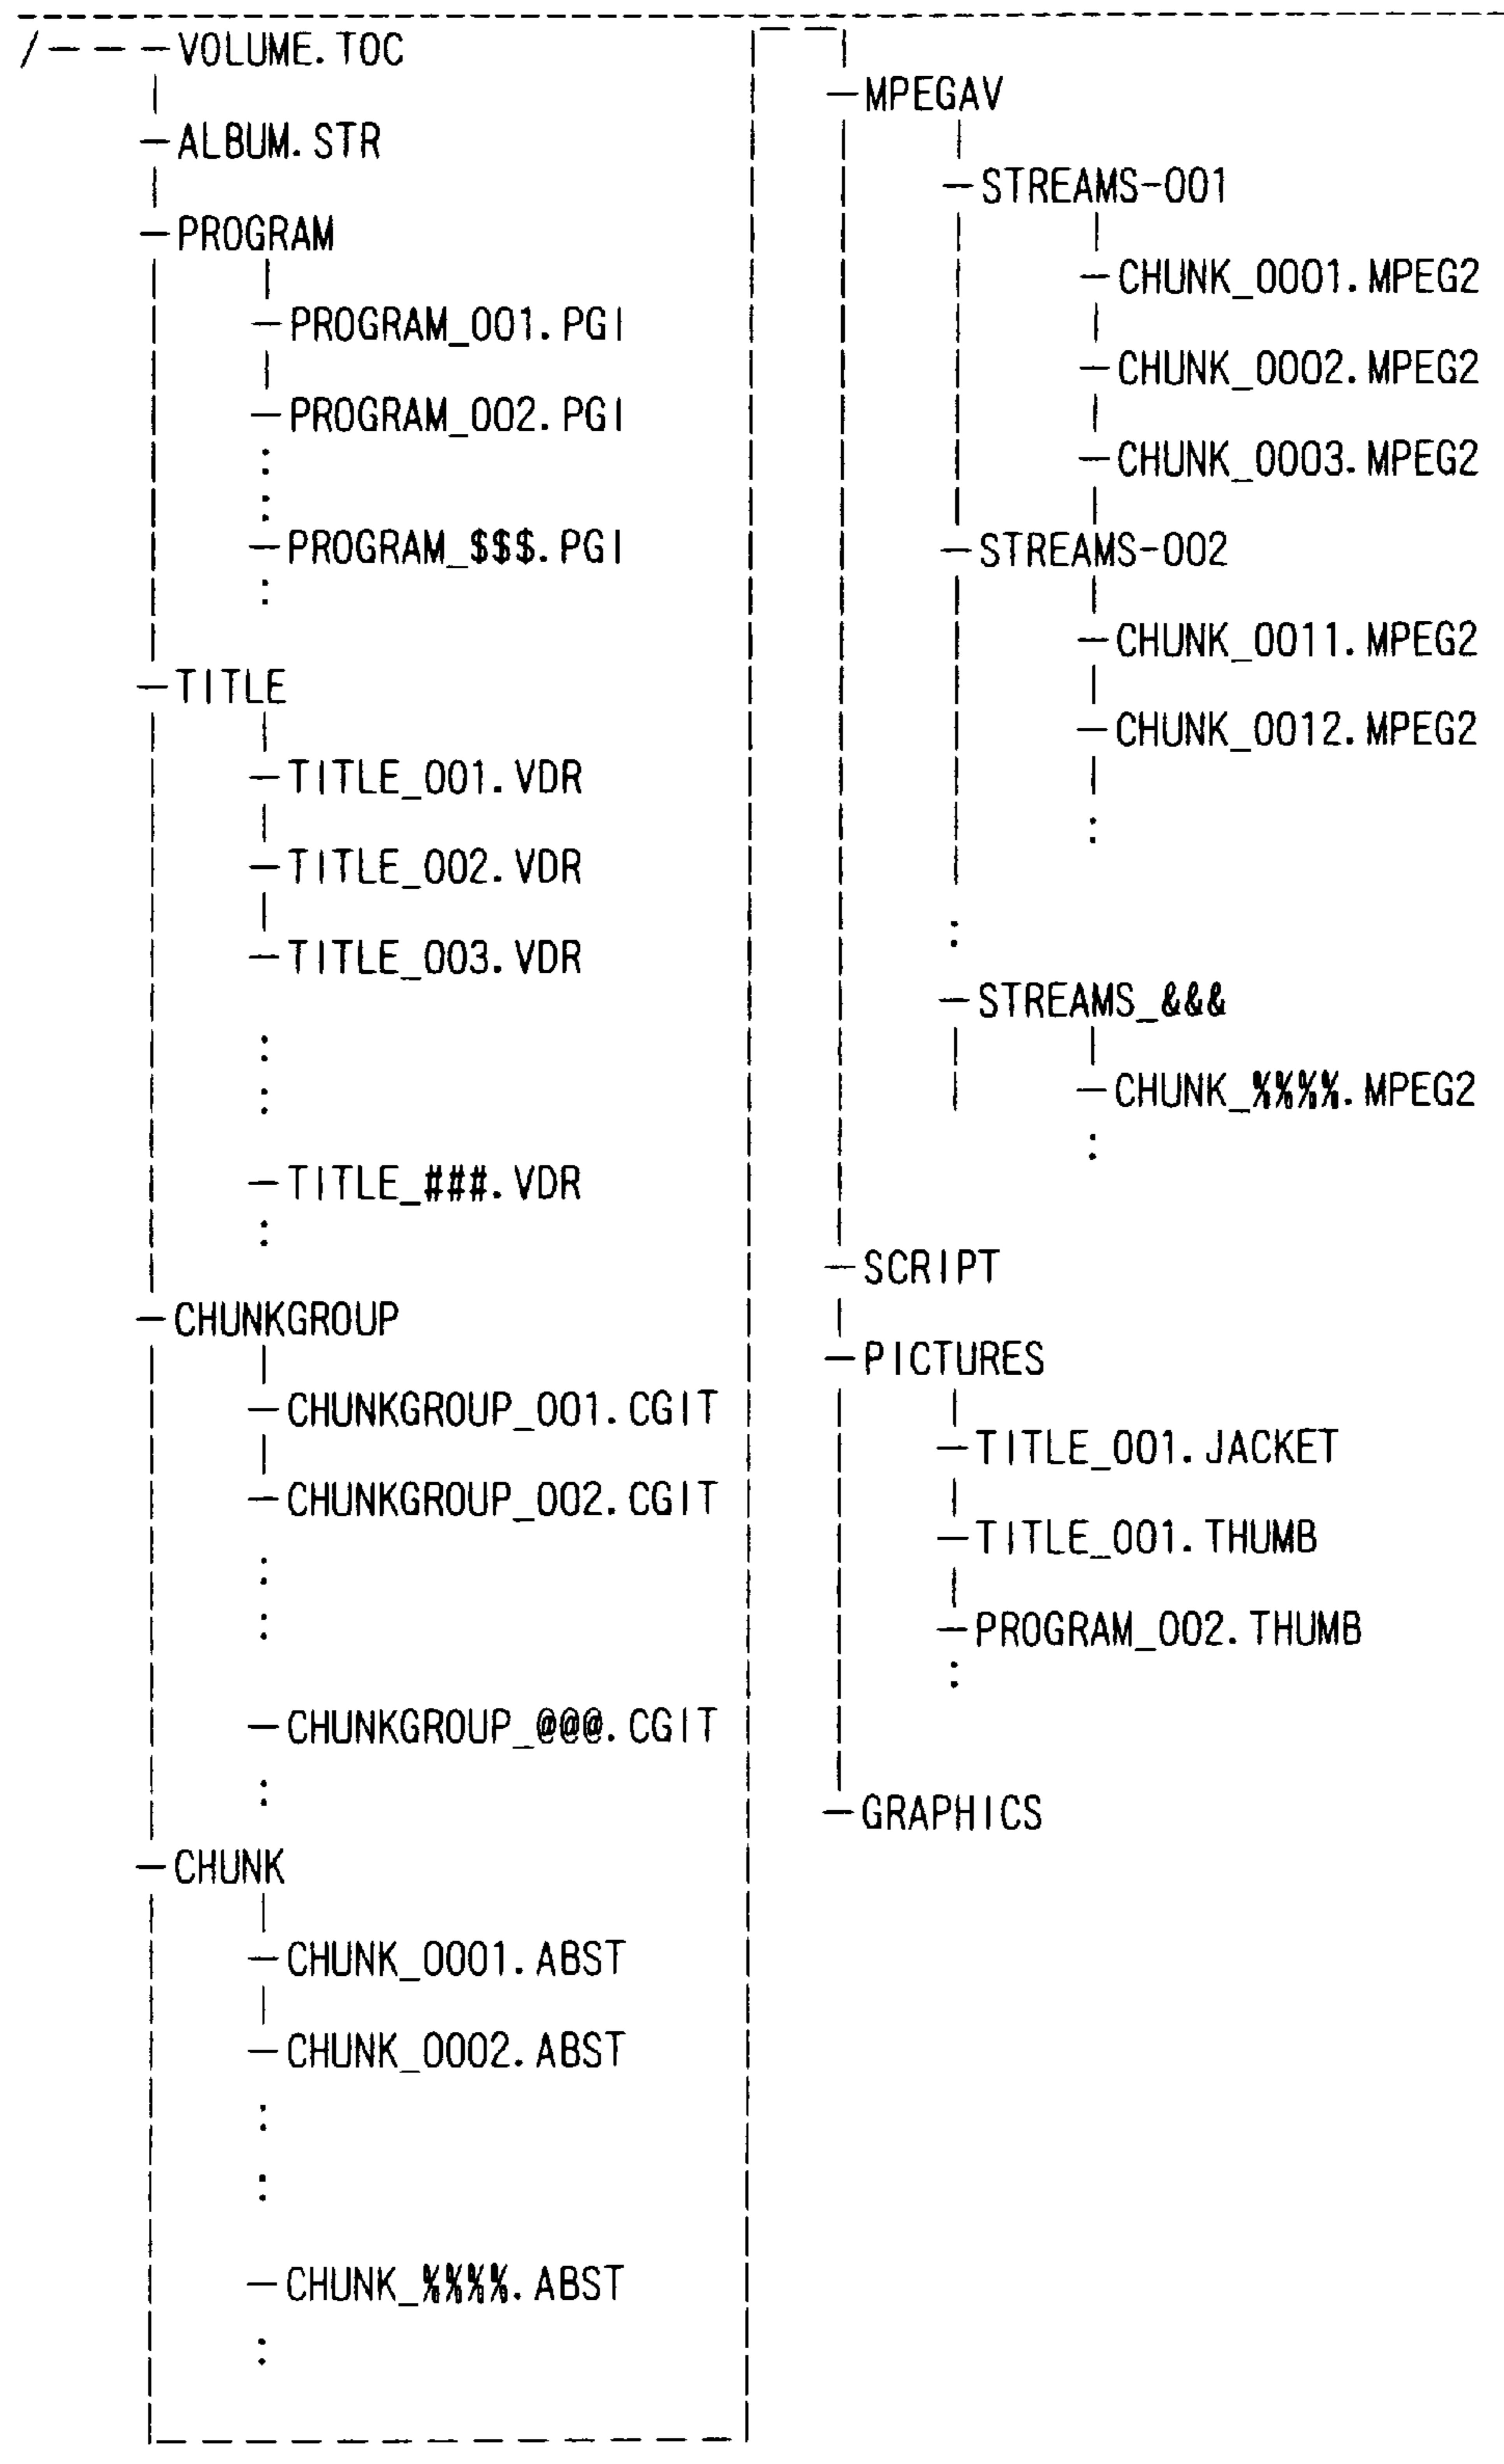 /---VOLUME.TOC
ALBUM.STR
PROGRAM
PROGRAM_001.PGI
PROGRAM_002.PGI
PROGRAM_$$$.PGI
TITLE
TITLE_001.VDR
TITLE_002.VDR
TITLE_003.VDR
TITLE_###.VDR
CHUNKGROUP
CHUNKGROUP_001.CGIT
CHUNKGROUP_002.CGIT
CHUNKGROUP_@@@.CGIT
CHUNK
CHUNK_0001.ABST
CHUNK_0002.ABST
CHUNK_%%%%.ABST
MPEGAV
STREAMS-001
CHUNK_0001.MPEG2
CHUNK_0002.MPEG2
CHUNK_0003.MPEG2
STREAMS-002
CHUNK_0011.MPEG2
CHUNK_0012.MPEG2
STREAMS_&&&
CHUNK_%%%%.MPEG2
SCRIPT
PICTURES
TITLE_001.JACKET
TITLE_001.THUMB
PROGRAM_002.THUMB
GRAPHICS